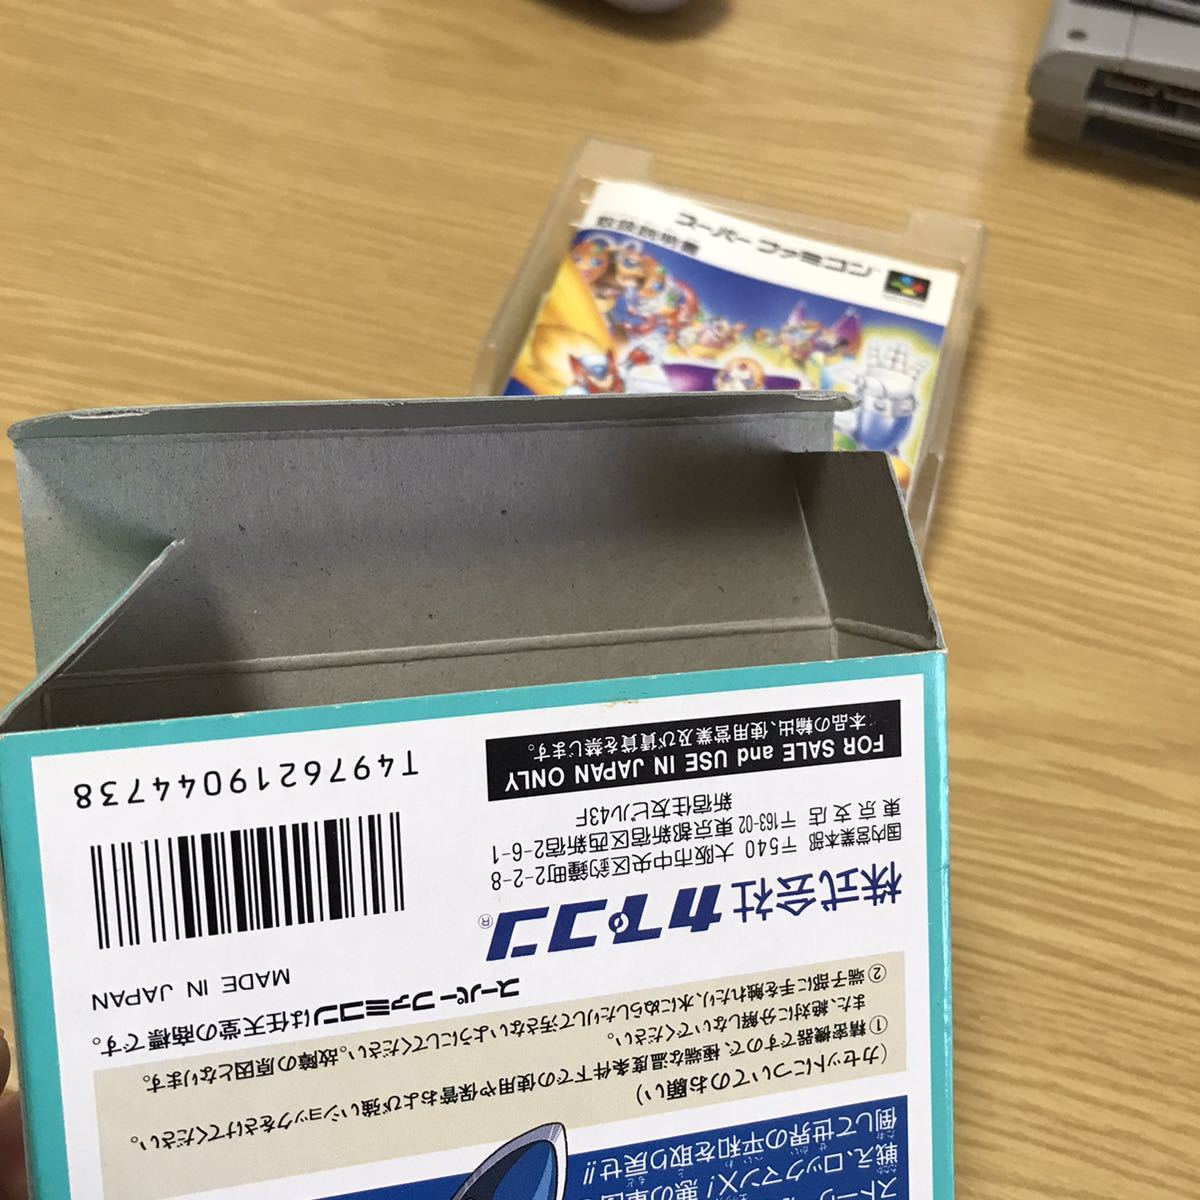 スーパーファミコン
取扱説明書
ストーリー
戦え、ロックマンX!悪の軍団
倒して世界の平和を取り戻せ!!
(カセットについてのお願い)
①精密機器ですので、極端な温度条件下での使用や保管および強いショックをさけてください。
また、絶対に分解しないでください。
②端子部に手を触れたり、水にぬらしたりして汚さないようにしてください。故障の原因となります。
スーパーファミコンは任天堂の商標です。
MADE IN JAPAN
株式会社カプコン®
国内営業本部 〒540 大阪市中央区釣鐘町2-2-8
東京支店 〒163-02 東京都新宿区西新宿2-6-1
新宿住友ビル43F
FOR SALE and USE IN JAPAN ONLY
本品の輸出、使用営業及び賃貸を禁じます。
T4976219044738